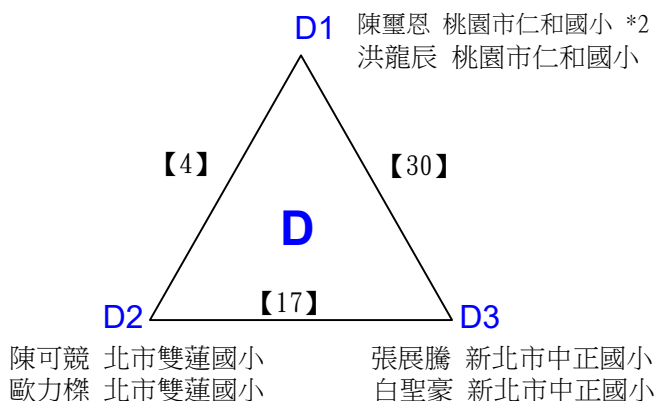 D1
陳璽恩 桃園市仁和國小 *2
洪龍辰 桃園市仁和國小
【4】
【30】
D
【17】
D2
D3
陳可競 北市雙蓮國小
歐力櫸 北市雙蓮國小
張展騰 新北市中正國小
白聖豪 新北市中正國小